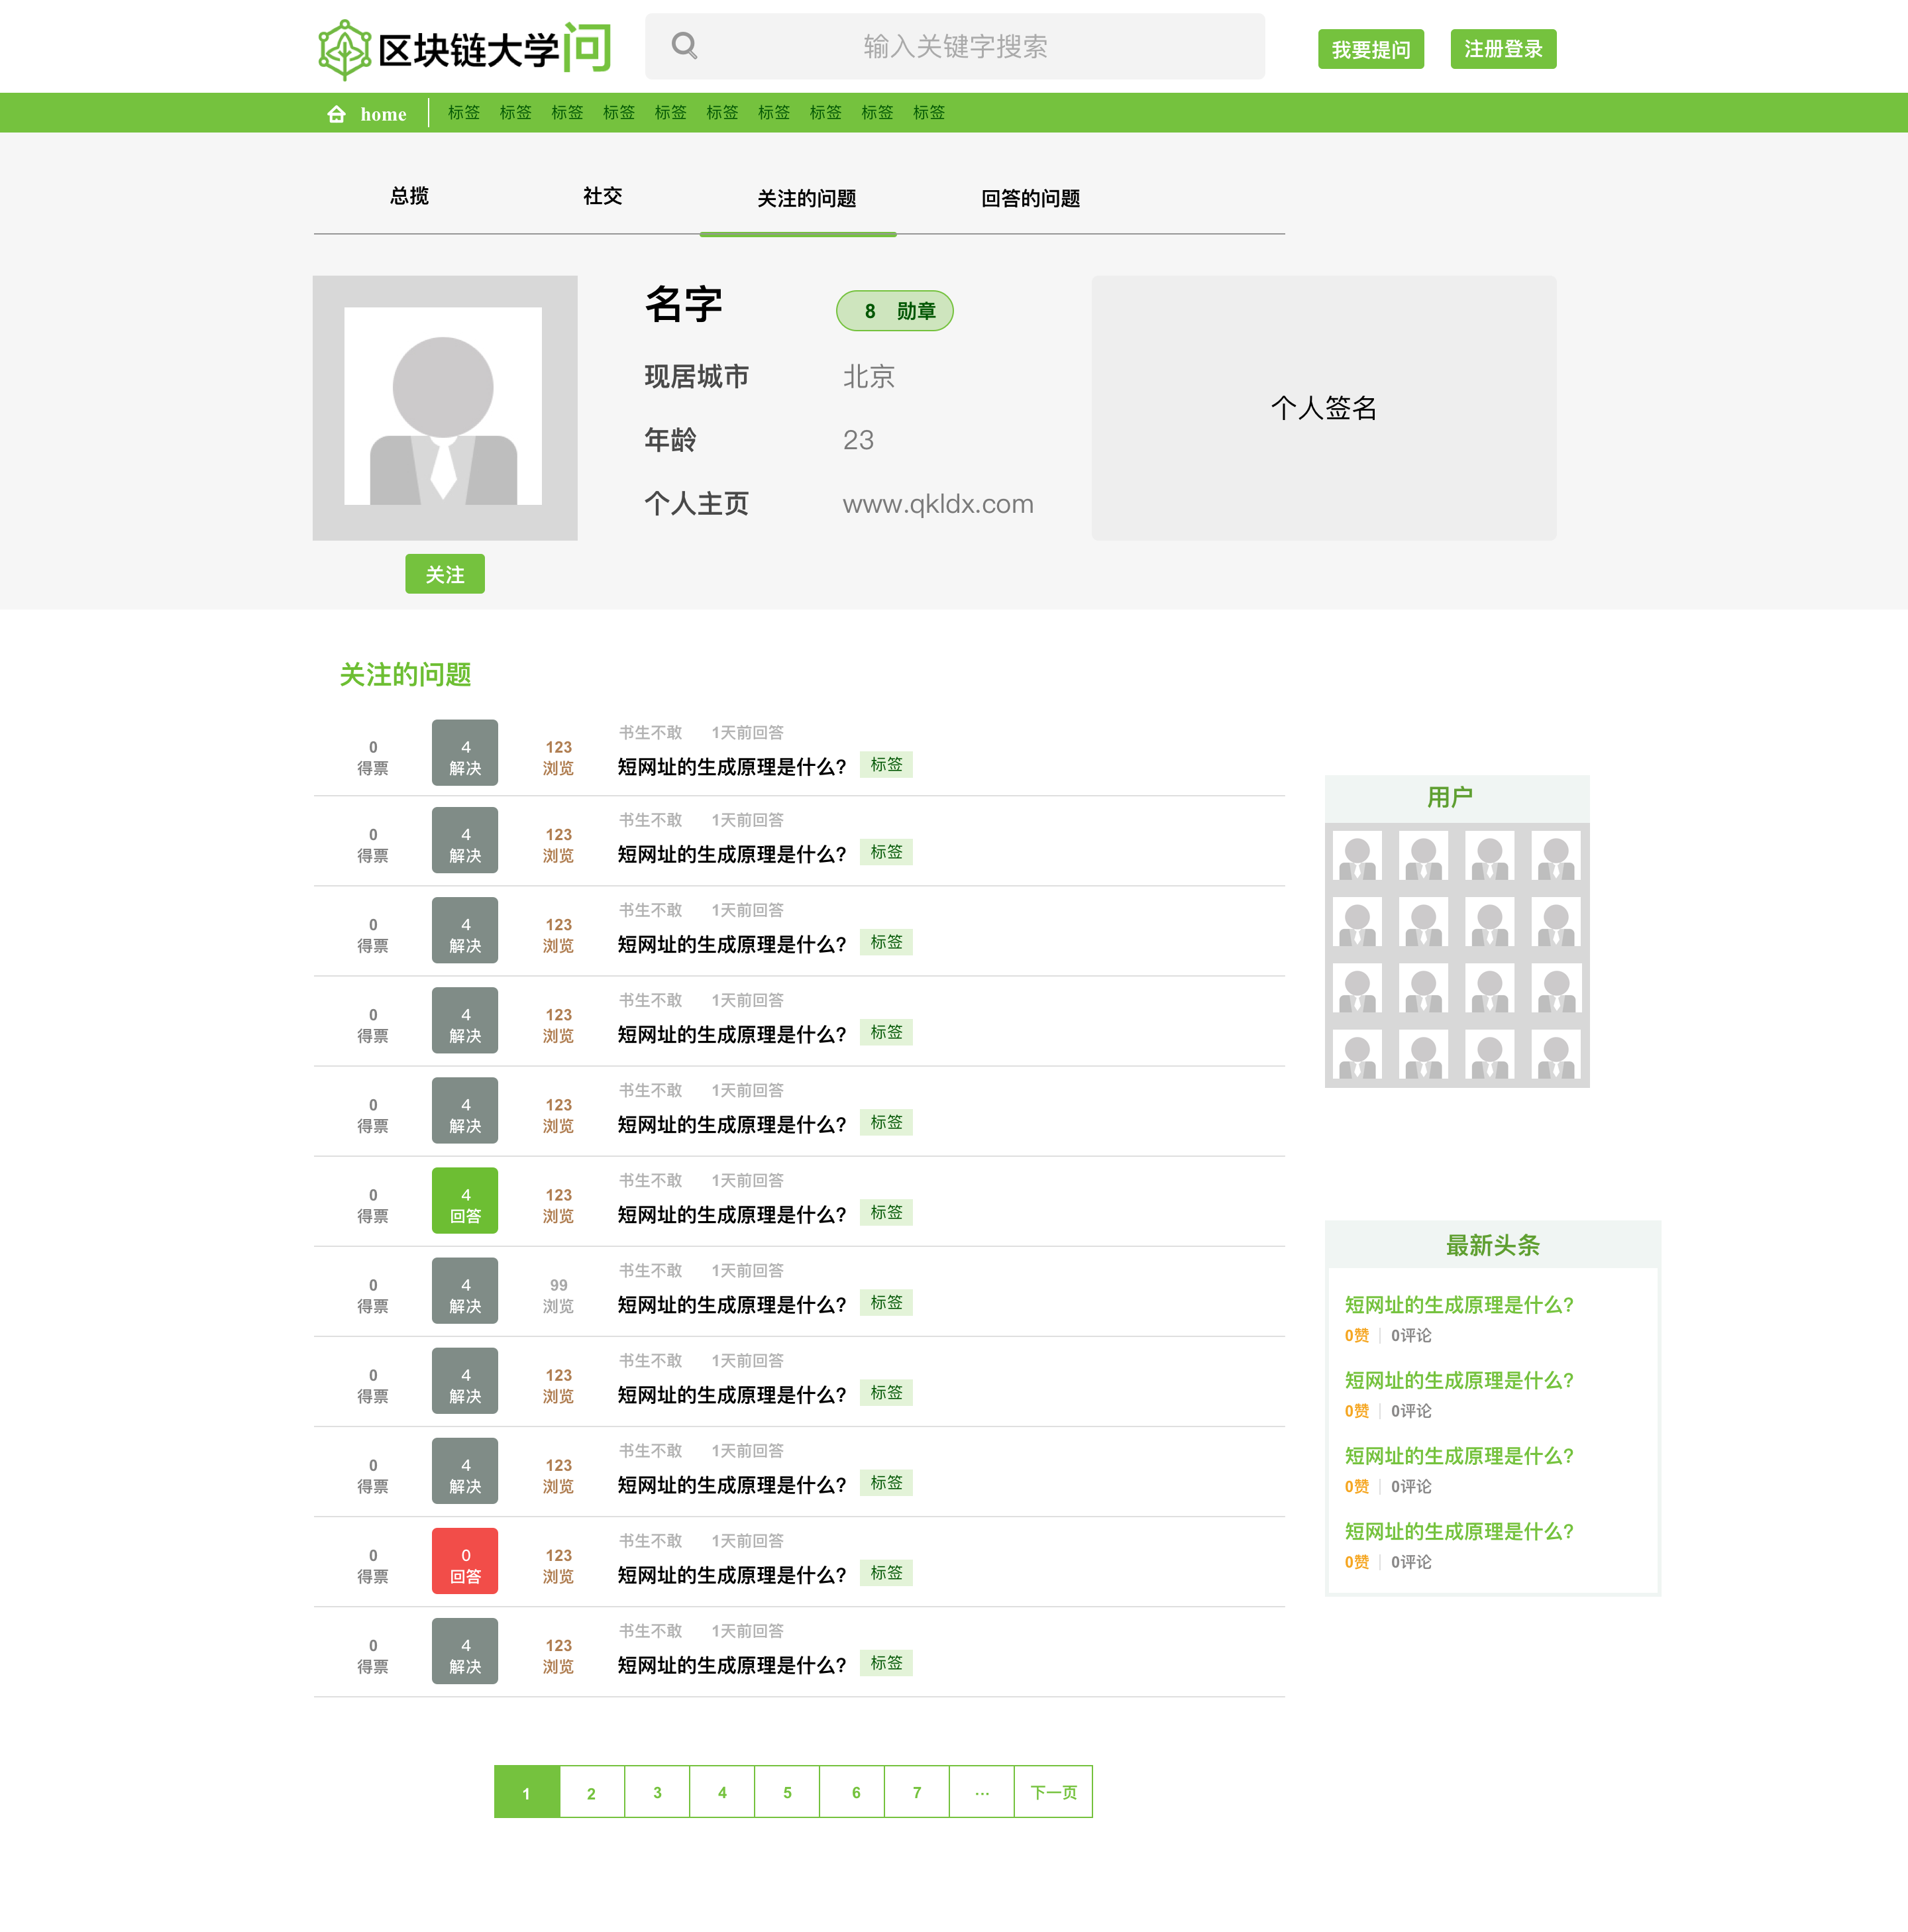 区块链大学问
输入关键字搜索
我要提问
注册登录
home 标签 标签 标签 标签 标签 标签 标签 标签 标签 标签
总揽 社交 关注的问题 回答的问题
名字 8 勋章
现居城市 北京
年龄 23
个人主页 www.qkldx.com
个人签名
关注
关注的问题
书生不敢 1天前回答
0 4 123
得票 解决 浏览
短网址的生成原理是什么? 标签
书生不敢 1天前回答
0 4 123
得票 解决 浏览
短网址的生成原理是什么? 标签
书生不敢 1天前回答
0 4 123
得票 解决 浏览
短网址的生成原理是什么? 标签
书生不敢 1天前回答
0 4 123
得票 解决 浏览
短网址的生成原理是什么? 标签
书生不敢 1天前回答
0 4 123
得票 解决 浏览
短网址的生成原理是什么? 标签
书生不敢 1天前回答
0 4 123
得票 回答 浏览
短网址的生成原理是什么? 标签
书生不敢 1天前回答
0 4 99
得票 解决 浏览
短网址的生成原理是什么? 标签
书生不敢 1天前回答
0 4 123
得票 解决 浏览
短网址的生成原理是什么? 标签
书生不敢 1天前回答
0 4 123
得票 解决 浏览
短网址的生成原理是什么? 标签
书生不敢 1天前回答
0 0 123
得票 回答 浏览
短网址的生成原理是什么? 标签
书生不敢 1天前回答
0 4 123
得票 解决 浏览
短网址的生成原理是什么? 标签
用户
最新头条
短网址的生成原理是什么?
0赞 0评论
短网址的生成原理是什么?
0赞 0评论
短网址的生成原理是什么?
0赞 0评论
短网址的生成原理是什么?
0赞 0评论
1 2 3 4 5 6 7 ... 下一页